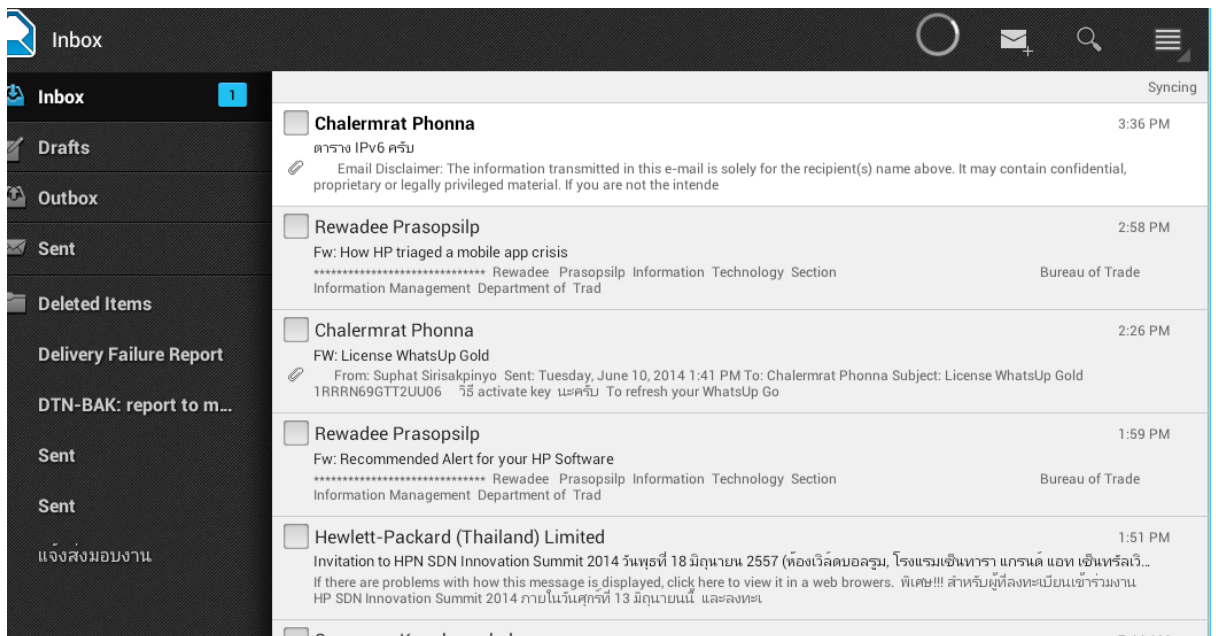 Inbox
Inbox 1
Drafts
Outbox
Sent
Deleted Items
Delivery Failure Report
DTN-BAK: report to m...
Sent
Sent
แจ้งส่งมอบงาน
Syncing
Chalermrat Phonna 3:36 PM
ตาราง IPv6 ครับ
Email Disclaimer: The information transmitted in this e-mail is solely for the recipient(s) name above. It may contain confidential,
proprietary or legally privileged material. If you are not the intende
Rewadee Prasopsilp 2:58 PM
Fw: How HP triaged a mobile app crisis
****************************** Rewadee Prasopsilp Information Technology Section Bureau of Trade
Information Management Department of Trad
Chalermrat Phonna 2:26 PM
FW: License WhatsUp Gold
From: Suphat Sirisakpinyo Sent: Tuesday, June 10, 2014 1:41 PM To: Chalermrat Phonna Subject: License WhatsUp Gold
1RRRN69GTT2UU06 วิธี activate key นะครับ To refresh your WhatsUp Go
Rewadee Prasopsilp 1:59 PM
Fw: Recommended Alert for your HP Software
****************************** Rewadee Prasopsilp Information Technology Section Bureau of Trade
Information Management Department of Trad
Hewlett-Packard (Thailand) Limited 1:51 PM
Invitation to HPN SDN Innovation Summit 2014 วันพุธที่ 18 มิถุนายน 2557 (ห้องเวิลด์บอลรูม, โรงแรมเซ็นทารา แกรนด์ แอท เซ็นทรัลเวิ...
If there are problems with how this message is displayed, click here to view it in a web browers. พิเศษ!!! สำหรับผู้ที่ลงทะเบียนเข้าร่วมงาน
HP SDN Innovation Summit 2014 ภายในวันศุกร์ที่ 13 มิถุนายนนี้ และลงทะเ